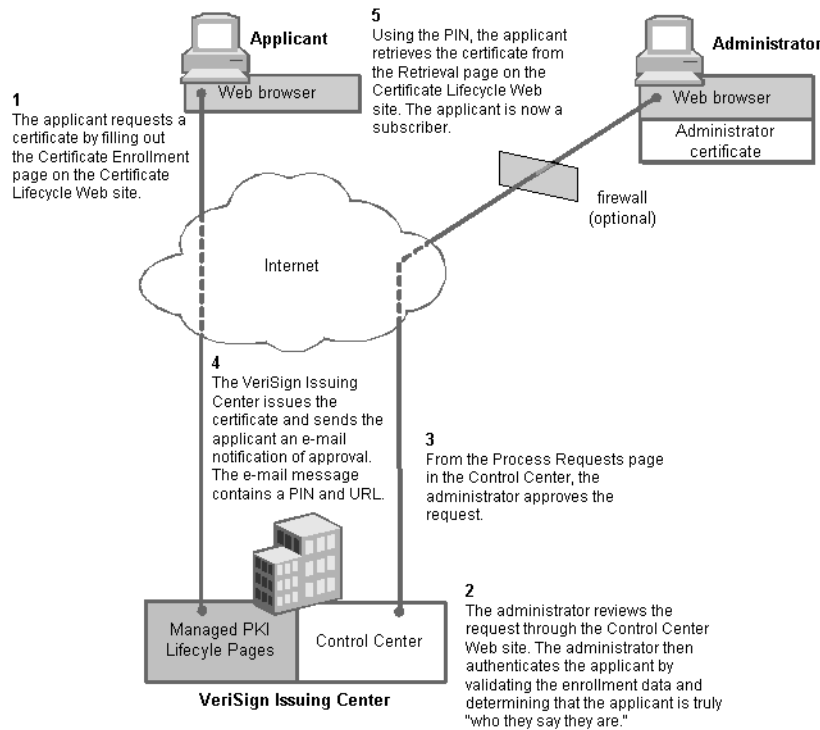 Applicant
Web browser
1
The applicant requests a
certificate by filling out
the Certificate Enrollment
page on the Certificate
Lifecycle Web site.
5
Using the PIN, the applicant
retrieves the certificate from
the Retrieval page on the
Certificate Lifecycle Web
site. The applicant is now a
subscriber.
Administrator
Web browser
Administrator
certificate
firewall
(optional)
Internet
4
The VeriSign Issuing
Center issues the
certificate and sends the
applicant an e-mail
notification of approval.
The e-mail message
contains a PIN and URL.
3
From the Process Requests page
in the Control Center, the
administrator approves the
request.
Managed PKI
Lifecyle Pages
Control Center
VeriSign Issuing Center
2
The administrator reviews the
request through the Control Center
Web site. The administrator then
authenticates the applicant by
validating the enrollment data and
determining that the applicant is truly
"who they say they are."